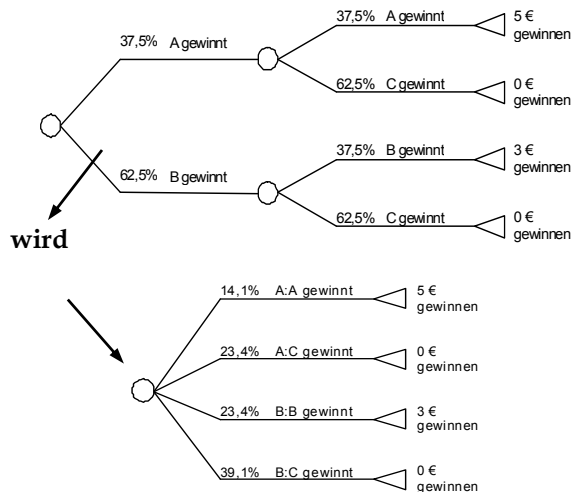 37,5% A gewinnt 5 €
gewinnen
37,5% A gewinnt
62,5% C gewinnt 0 €
gewinnen
37,5% B gewinnt 3 €
gewinnen
62,5% B gewinnt
62,5% C gewinnt 0 €
gewinnen
wird
14,1% A:A gewinnt 5 €
gewinnen
23,4% A:C gewinnt 0 €
gewinnen
23,4% B:B gewinnt 3 €
gewinnen
39,1% B:C gewinnt 0 €
gewinnen